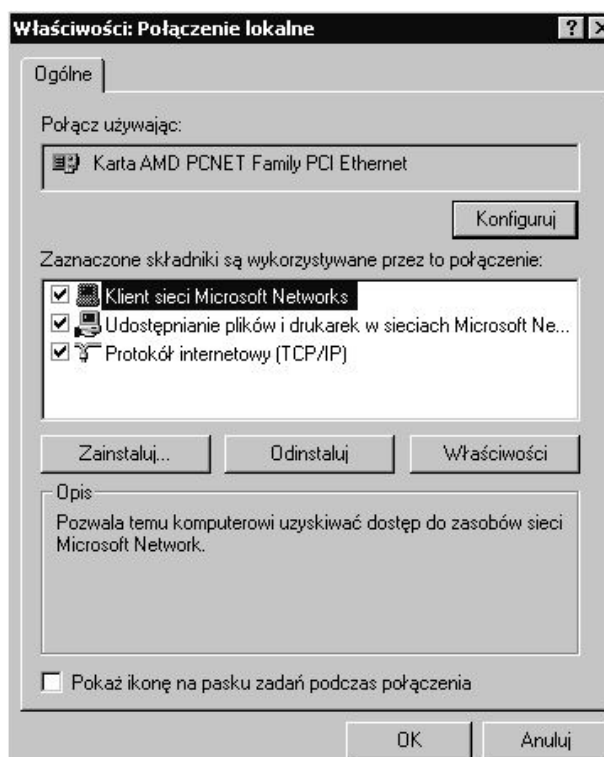 Właściwości: Połączenie lokalne
Ogólne
Połącz używając:
Karta AMD PCNET Family PCI Ethernet
Konfiguruj
Zaznaczone składniki są wykorzystywane przez to połączenie:
Klient sieci Microsoft Networks
Udostępnianie plików i drukarek w sieciach Microsoft Ne...
Protokół internetowy (TCP/IP)
Zainstaluj... Odinstaluj Właściwości
Opis
Pozwala temu komputerowi uzyskiwać dostęp do zasobów sieci
Microsoft Network.
Pokaż ikonę na pasku zadań podczas połączenia
OK Anuluj